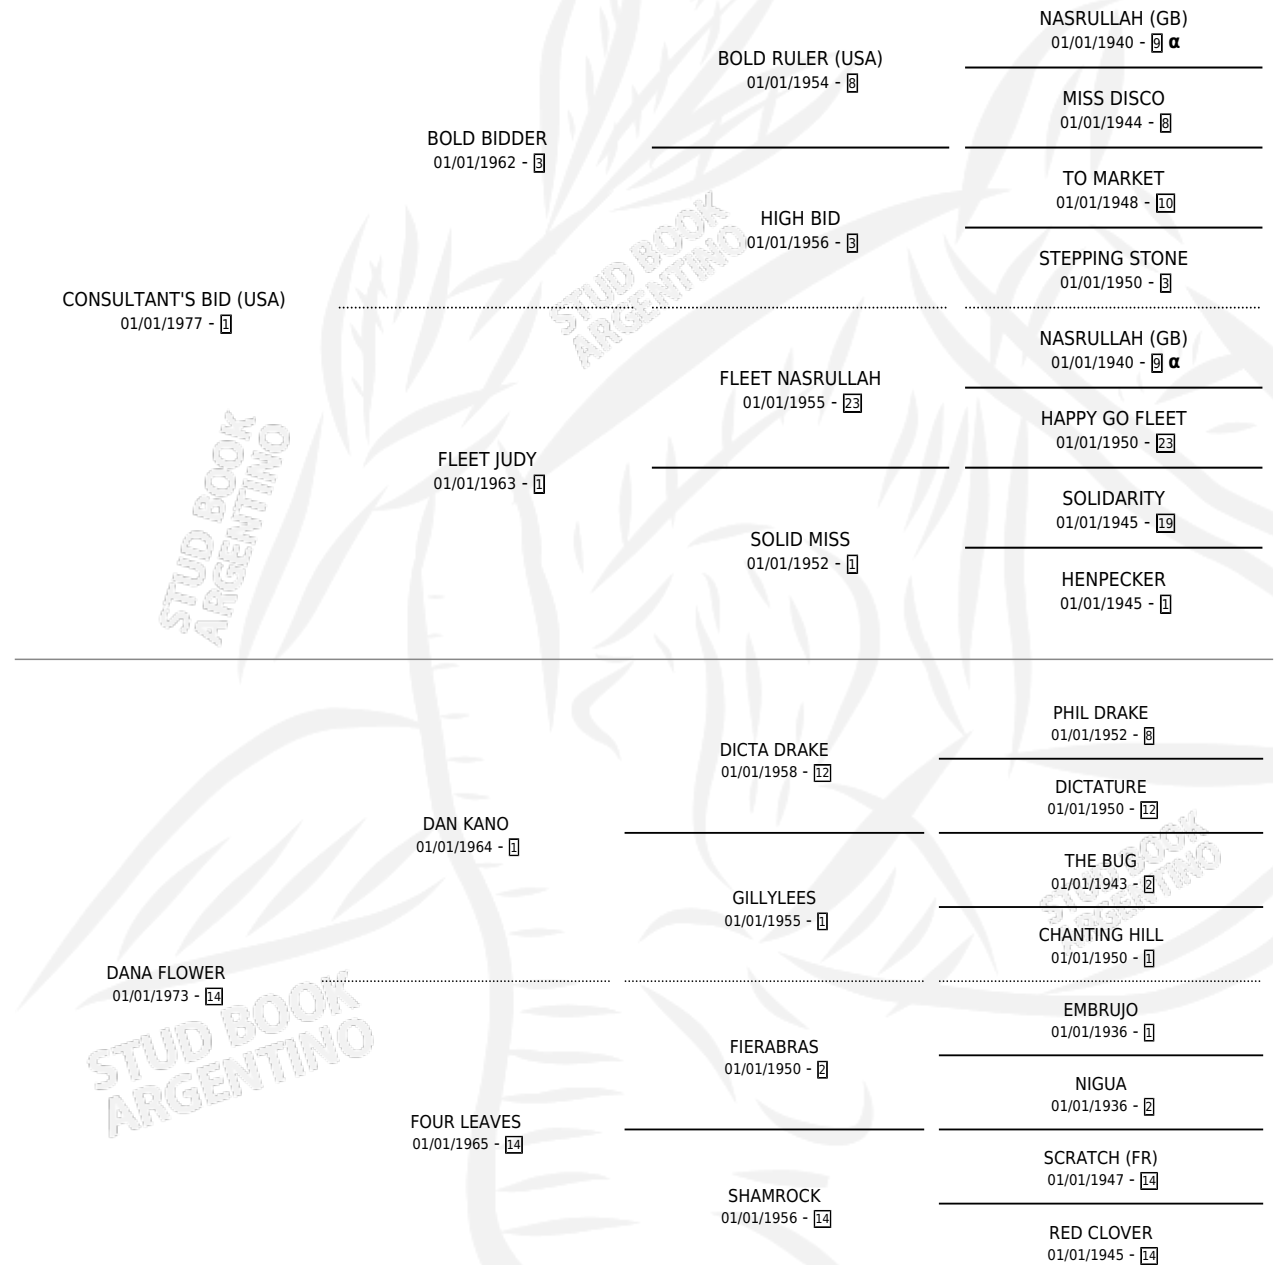 NASRULLAH (GB)
01/01/1940 - 9 α
BOLD RULER (USA)
01/01/1954 - 8
MISS DISCO
01/01/1944 - 8
BOLD BIDDER
01/01/1962 - 3
TO MARKET
01/01/1948 - 10
HIGH BID
01/01/1956 - 3
STEPPING STONE
01/01/1950 - 3
CONSULTANT'S BID (USA)
01/01/1977 - 1
NASRULLAH (GB)
01/01/1940 - 9 α
FLEET NASRULLAH
01/01/1955 - 23
HAPPY GO FLEET
01/01/1950 - 23
FLEET JUDY
01/01/1963 - 1
SOLIDARITY
01/01/1945 - 19
SOLID MISS
01/01/1952 - 1
HENPECKER
01/01/1945 - 1
PHIL DRAKE
01/01/1952 - 8
DICTA DRAKE
01/01/1958 - 12
DICTATURE
01/01/1950 - 12
DAN KANO
01/01/1964 - 1
THE BUG
01/01/1943 - 2
GILLYLEES
01/01/1955 - 1
CHANTING HILL
01/01/1950 - 1
DANA FLOWER
01/01/1973 - 14
EMBRUJO
01/01/1936 - 1
FIERABRAS
01/01/1950 - 2
NIGUA
01/01/1936 - 2
FOUR LEAVES
01/01/1965 - 14
SCRATCH (FR)
01/01/1947 - 14
SHAMROCK
01/01/1956 - 14
RED CLOVER
01/01/1945 - 14
STUD BOOK
ARGENTINO
STUD BOOK
ARGENTINO
STUD BOOK
ARGENTINO
STUD BOOK
ARGENTINO